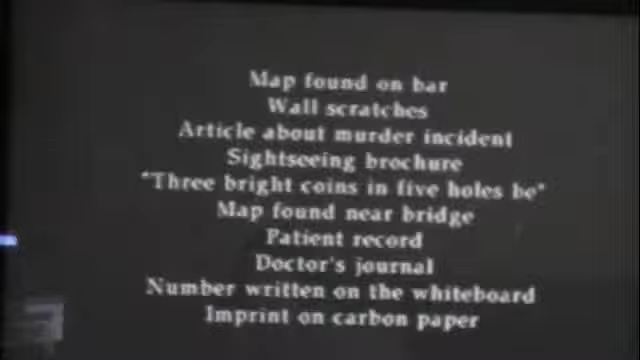 Map found on bar
Wall scratches
Article about murder incident
Sightseeing brochure
"Three bright coins in five holes be"
Map found near bridge
Patient record
Doctor's journal
Number written on the whiteboard
Imprint on carbon paper